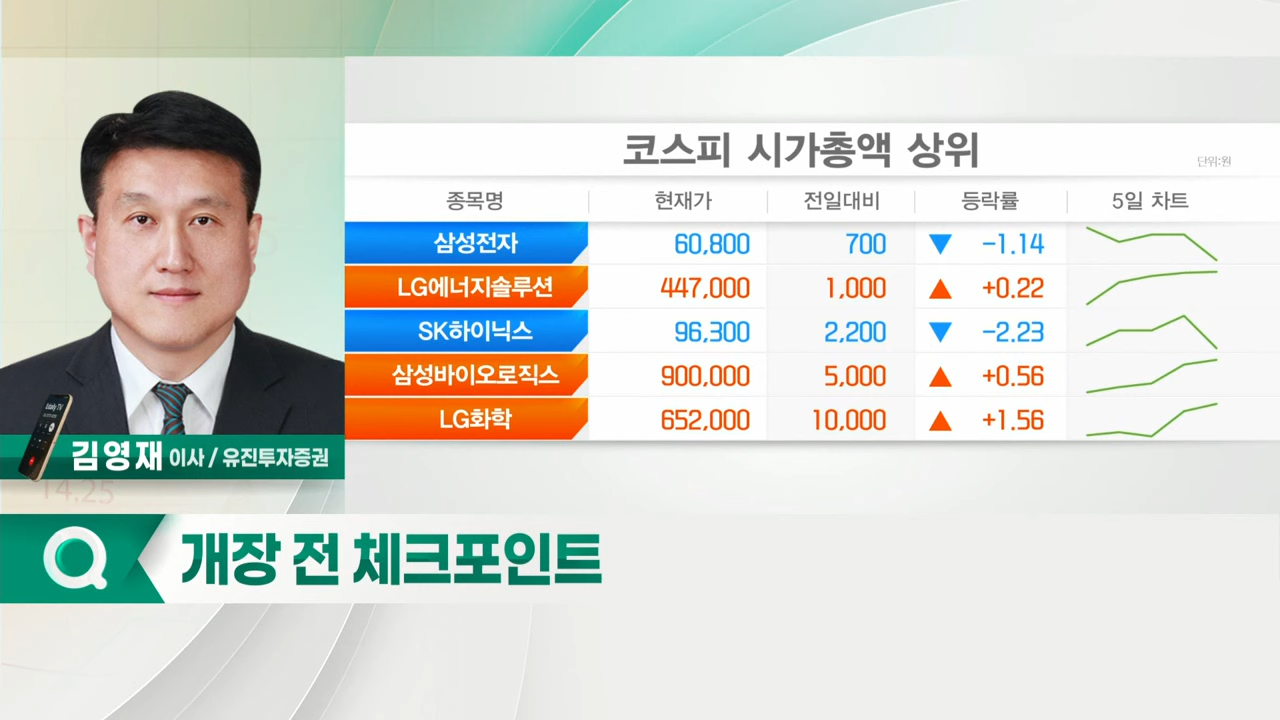 코스피 시가총액 상위
단위:원
종목명 현재가 전일대비 등락률 5일 차트
삼성전자 60,800 700 ▼ -1.14
LG에너지솔루션 447,000 1,000 ▲ +0.22
SK하이닉스 96,300 2,200 ▼ -2.23
삼성바이오로직스 900,000 5,000 ▲ +0.56
LG화학 652,000 10,000 ▲ +1.56
김영재 이사 / 유진투자증권
14.25
개장 전 체크포인트